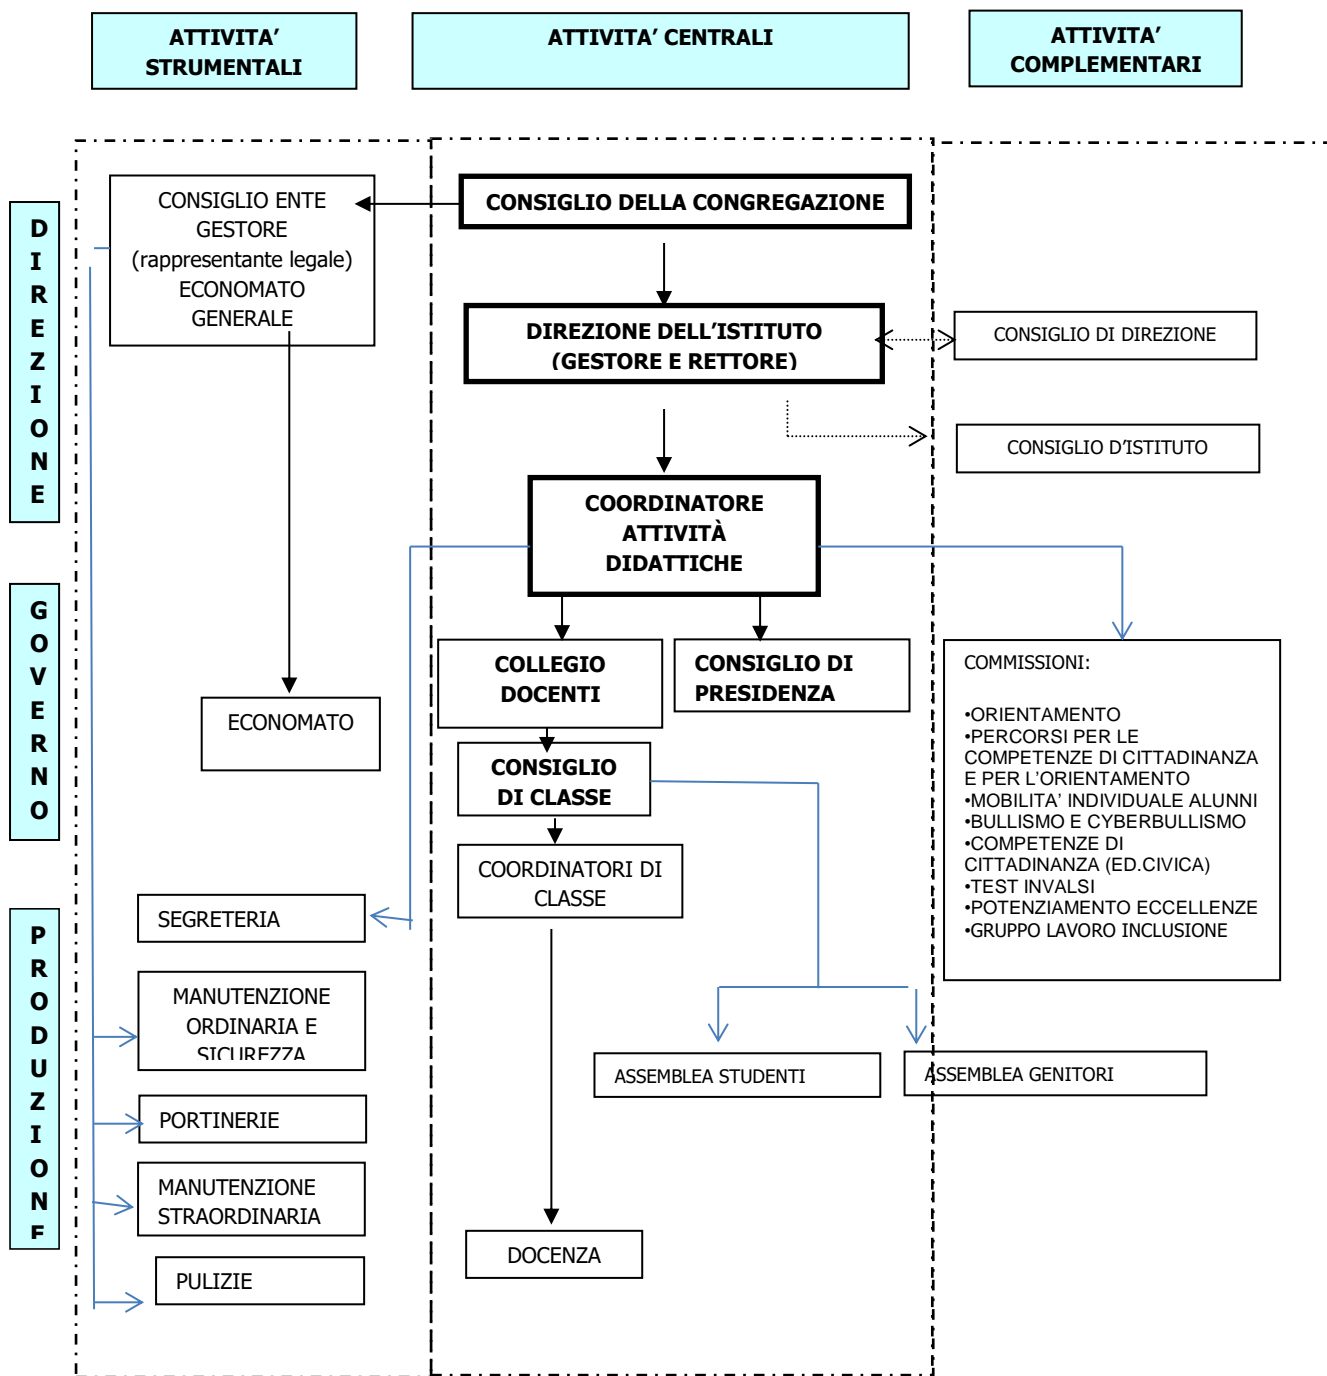 ATTIVITA’
STRUMENTALI
ATTIVITA’ CENTRALI
ATTIVITA’
COMPLEMENTARI
DIREZIONE
CONSIGLIO ENTE
GESTORE
(rappresentante legale)
ECONOMATO
GENERALE
CONSIGLIO DELLA CONGREGAZIONE
DIREZIONE DELL’ISTITUTO
(GESTORE E RETTORE)
CONSIGLIO DI DIREZIONE
CONSIGLIO D’ISTITUTO
COORDINATORE
ATTIVITÀ
DIDATTICHE
GOVERNO
COLLEGIO
DOCENTI
CONSIGLIO DI
PRESIDENZA
ECONOMATO
CONSIGLIO
DI CLASSE
COORDINATORI DI
CLASSE
COMMISSIONI:
•ORIENTAMENTO
•PERCORSI PER LE
COMPETENZE DI CITTADINANZA
E PER L’ORIENTAMENTO
•MOBILITA’ INDIVIDUALE ALUNNI
•BULLISMO E CYBERBULLISMO
•COMPETENZE DI
CITTADINANZA (ED.CIVICA)
•TEST INVALSI
•POTENZIAMENTO ECCELLENZE
•GRUPPO LAVORO INCLUSIONE
PRODUZIONE
SEGRETERIA
MANUTENZIONE
ORDINARIA E
SICUREZZA
ASSEMBLEA STUDENTI
ASSEMBLEA GENITORI
PORTINERIE
MANUTENZIONE
STRAORDINARIA
DOCENZA
PULIZIE